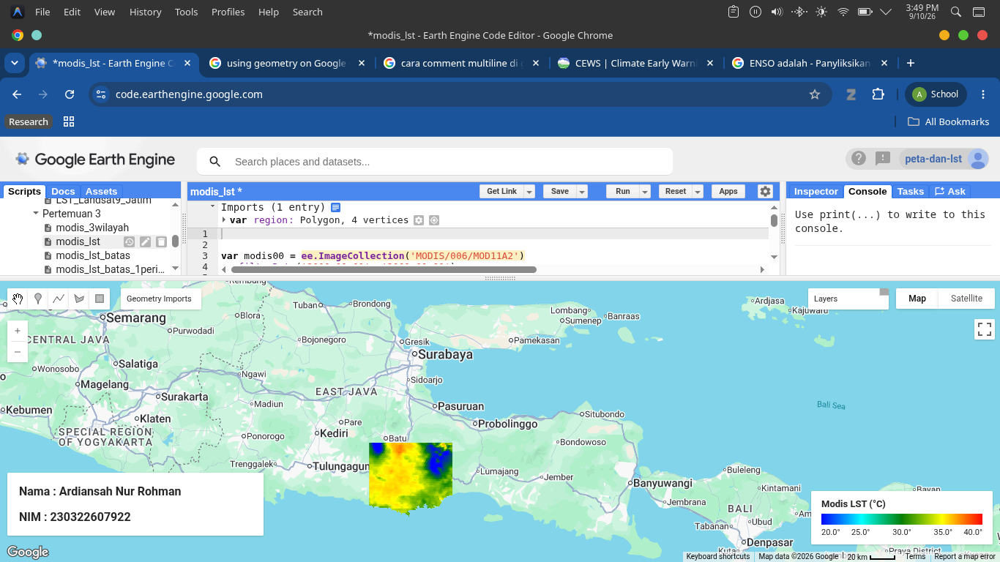 File Edit View History Tools Profiles Help Search
3:49 PM
9/10/26
*modis_lst - Earth Engine Code Editor - Google Chrome
*modis_lst - Earth Engine C
using geometry on Google
cara comment multiline di
CEWS | Climate Early Warn
ENSO adalah - Panyliksikan
code.earthengine.google.com
A School
Research
All Bookmarks
Google Earth Engine
Search places and datasets...
peta-dan-lst
Scripts Docs Assets
LST_Landsat9_Jatim
Pertemuan 3
modis_3wilayah
modis_lst
modis_lst_batas
modis_lst_batas_1peri...
modis_lst *
Get Link Save Run Reset Apps
Imports (1 entry)
var region: Polygon, 4 vertices
1
2
3 var modis00 = ee.ImageCollection('MODIS/006/MOD11A2')
4
Inspector Console Tasks Ask
Use print(...) to write to this
console.
Geometry Imports
Layers
Map Satellite
Rembang
Tuban
Brondong
Lombang
Sumenep
Banraas
Ardjasa
Kajuwaru
Semarang
Blora
Purwodadi
CENTRAL JAVA
Bojonegoro
Gresik
Pamekasan
Surabaya
Salatiga
Wonosobo
Ngawi
Magelang
Sidoarjo
Surakarta
EAST JAVA
Madiun
Pasuruan
Bali Sea
Kebumen
Klaten
Situbondo
SPECIAL REGION
OF YOGYAKARTA
Pare
Probolinggo
Kediri
Ponorogo
Batu
Bondowoso
Trenggalek
Tulungagun
Lumajang
Jember
Buleleng
Banyuwangi
Kintamani
Bayan
Jembrana
BALI
Am
Tabanan
Ubud
Denpasar
Kuta
Praya District
Nama : Ardiansah Nur Rohman
NIM : 230322607922
Modis LST (°C)
20.0° 25.0° 30.0° 35.0° 40.0°
Google
Keyboard shortcuts Map data ©2026 Google 20 km Terms Report a map error